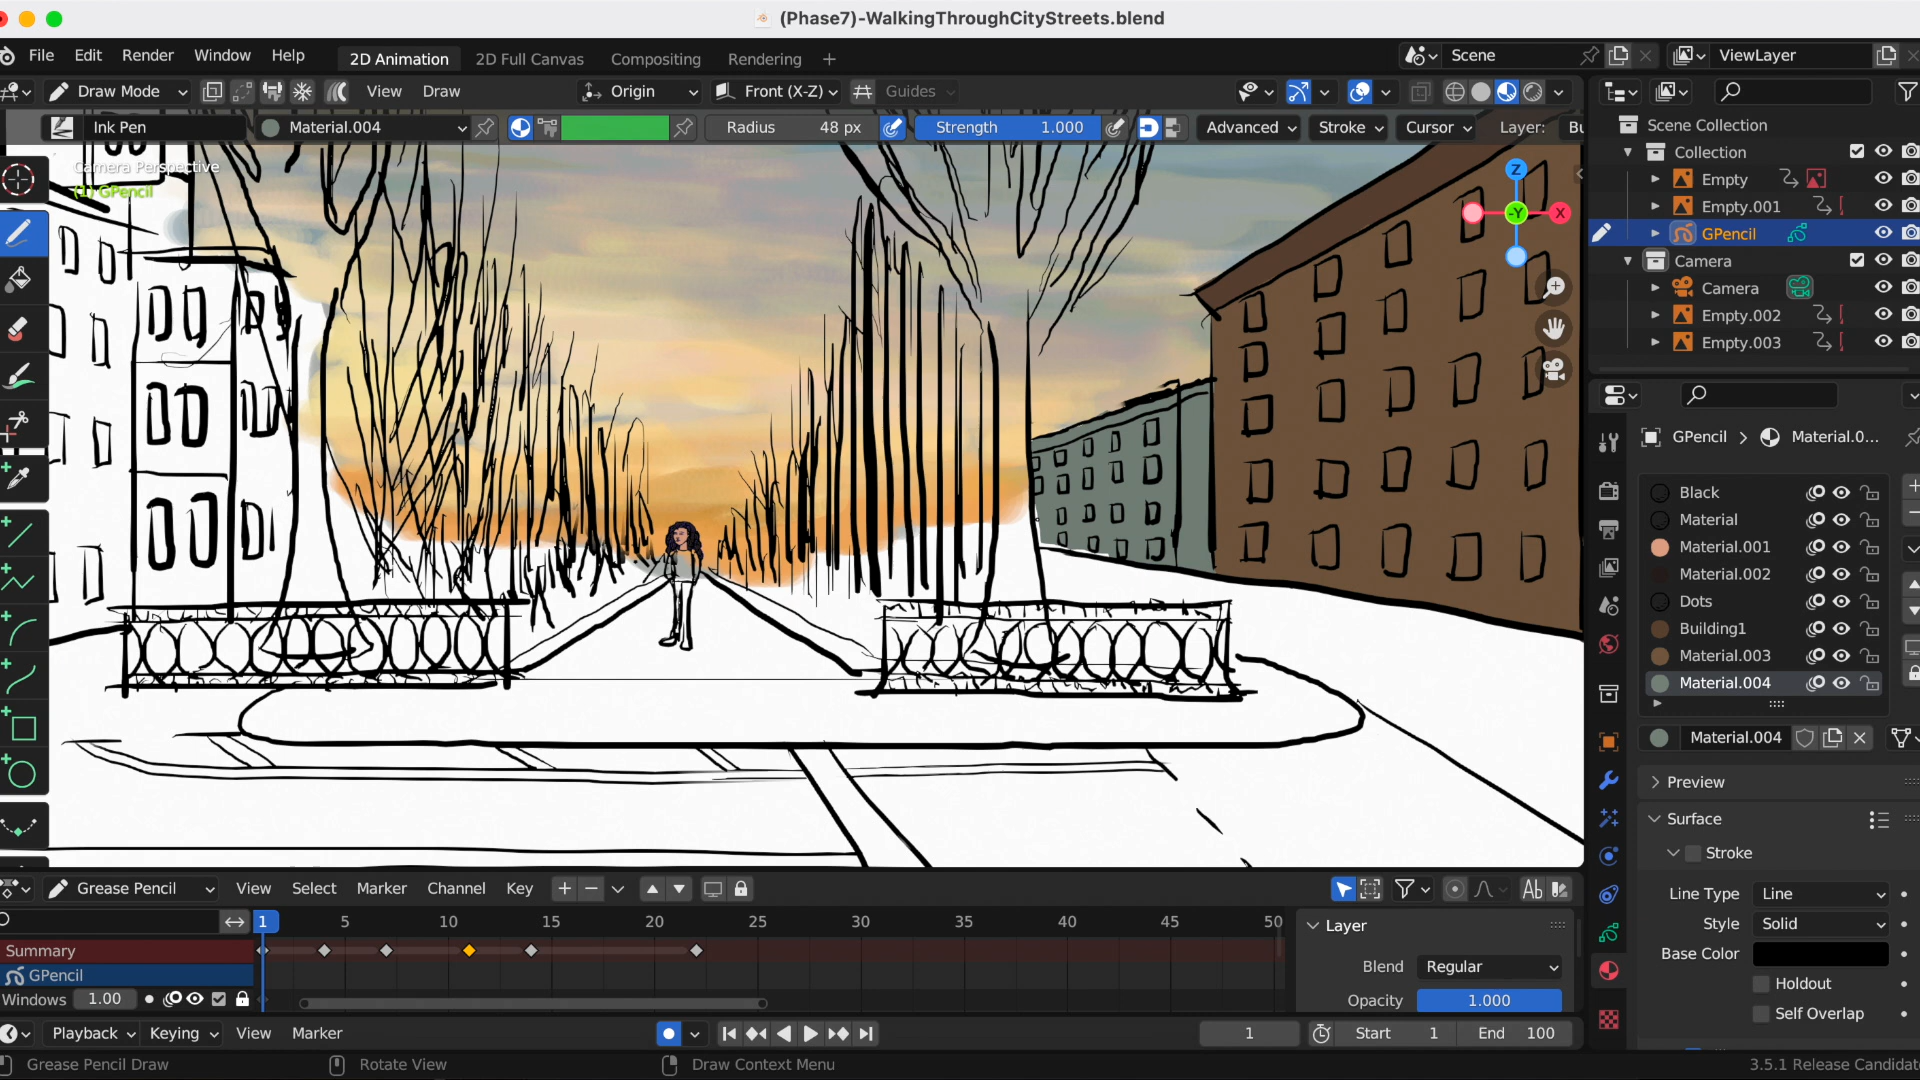 (Phase7)-WalkingThroughCityStreets.blend
File Edit Render Window Help 2D Animation 2D Full Canvas Compositing Rendering + Scene ViewLayer
Draw Mode View Draw Origin Front (X-Z) Guides
Ink Pen Material.004 Radius 48 px Strength 1.000 Advanced Stroke Cursor Layer: Bu
Camera Perspective
(1) GPencil
Z
-Y
X
Scene Collection
Collection
Empty
Empty.001
GPencil
Camera
Camera
Empty.002
Empty.003
GPencil > Material.0...
Black
Material
Material.001
Material.002
Dots
Building1
Material.003
Material.004
Material.004
Preview
Surface
Stroke
Line Type Line
Style Solid
Base Color
Holdout
Self Overlap
Grease Pencil View Select Marker Channel Key
1 5 10 15 20 25 30 35 40 45 50
Summary
GPencil
Windows 1.00
Layer
Blend Regular
Opacity 1.000
Playback Keying View Marker 1 Start 1 End 100
Grease Pencil Draw Rotate View Draw Context Menu 3.5.1 Release Candidat